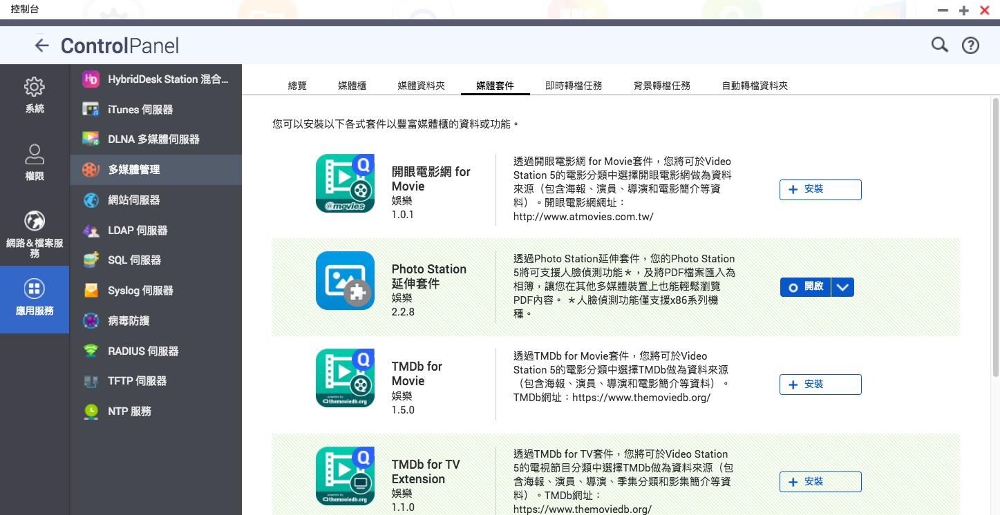 控制台
ControlPanel
系統
權限
網路＆檔案服
務
應用服務
HybridDesk Station 混合...
iTunes 伺服器
DLNA 多媒體伺服器
多媒體管理
網站伺服器
LDAP 伺服器
SQL 伺服器
Syslog 伺服器
病毒防護
RADIUS 伺服器
TFTP 伺服器
NTP 服務
總覽 媒體櫃 媒體資料夾 媒體套件 即時轉檔任務 背景轉檔任務 自動轉檔資料夾
您可以安裝以下各式套件以豐富媒體櫃的資料或功能。
Q
@movies
開眼電影網 for
Movie
娛樂
1.0.1
透過開眼電影網 for Movie套件，您將可於Video
Station 5的電影分類中選擇開眼電影網做為資料
來源（包含海報、演員、導演和電影簡介等資
料）。開眼電影網網址：
http://www.atmovies.com.tw/
+ 安裝
Photo Station
延伸套件
娛樂
2.2.8
透過Photo Station延伸套件，您的Photo Station
5將可支援人臉偵測功能＊，及將PDF檔案匯入為
相簿，讓您在其他多媒體裝置上也能輕鬆瀏覽
PDF內容。 ＊人臉偵測功能僅支援x86系列機
種。
開啟
Q
powered by
themoviedb.org
TMDb for
Movie
娛樂
1.5.0
透過TMDb for Movie套件，您將可於Video
Station 5的電影分類中選擇TMDb做為資料來源
（包含海報、演員、導演和電影簡介等資料）。
TMDb網址：https://www.themoviedb.org/
+ 安裝
Q
powered by
themoviedb.org
TMDb for TV
Extension
娛樂
1.1.0
透過TMDb for TV套件，您將可於Video Station
5的電視節目分類中選擇TMDb做為資料來源（包
含海報、演員、導演、季集分類和影集簡介等資
料）。TMDb網址：
https://www.themoviedb.org/
+ 安裝